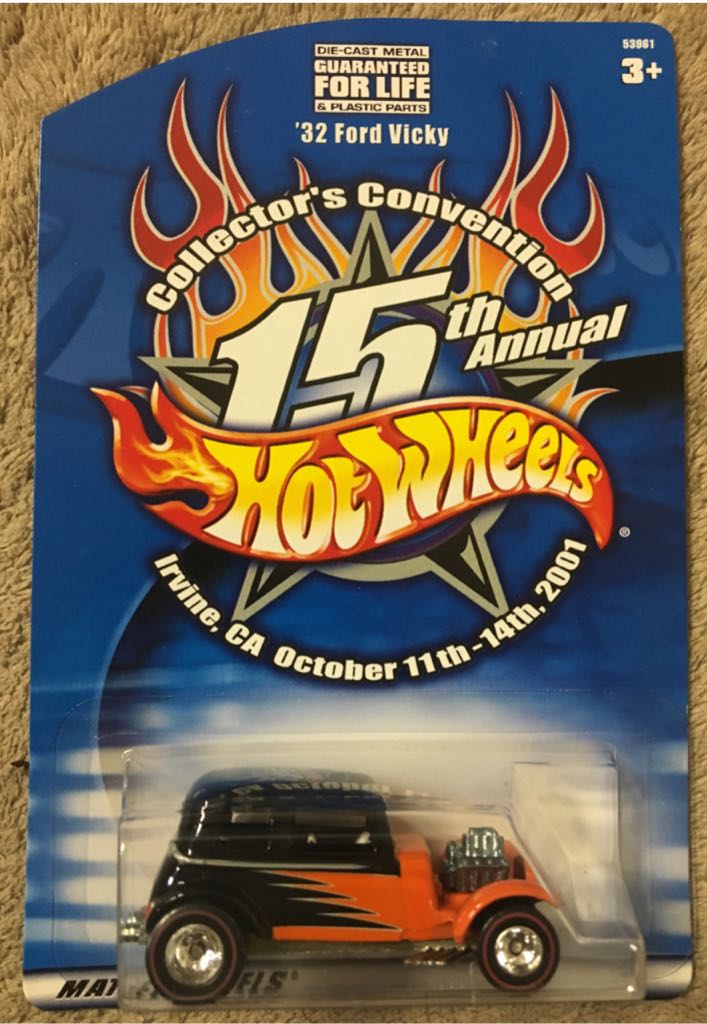 53961
3+
DIE-CAST METAL
GUARANTEED
FOR LIFE
& PLASTIC PARTS
'32 Ford Vicky
Collector's Convention
15th Annual
Hot Wheels
®
Irvine, CA October 11th-14th, 2001